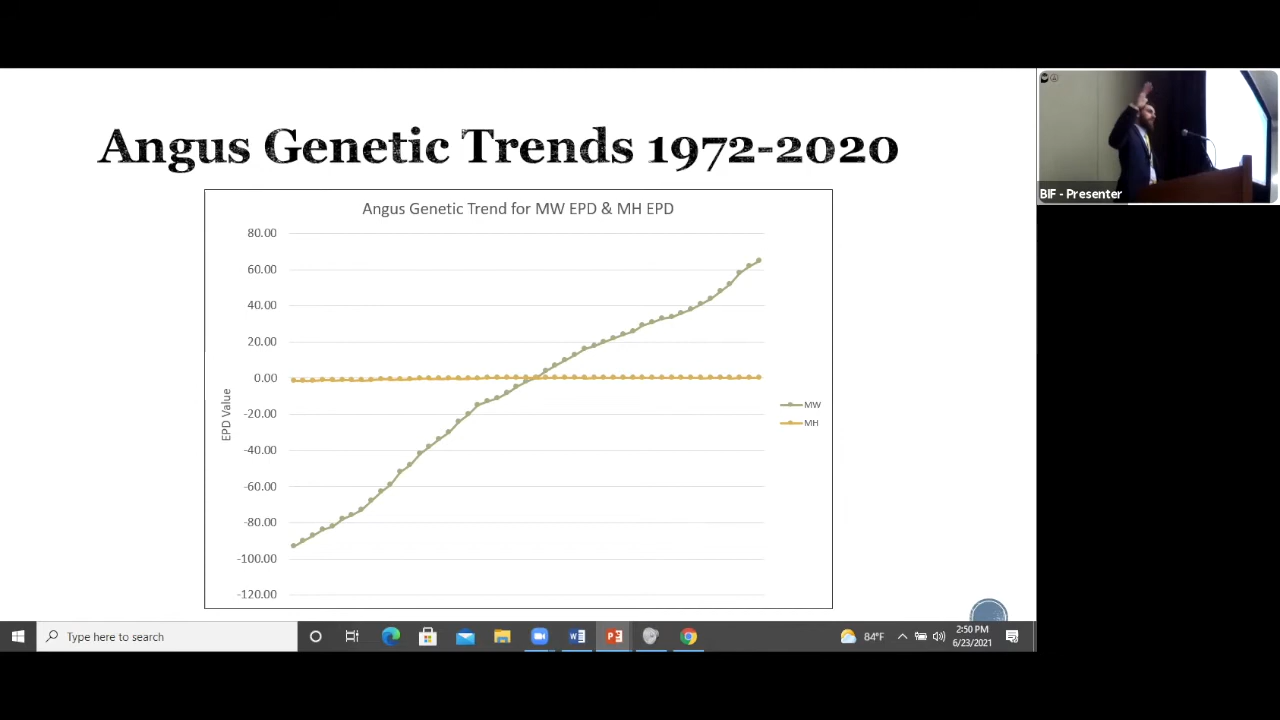 Angus Genetic Trends 1972-2020
Angus Genetic Trend for MW EPD & MH EPD
80.00
60.00
40.00
20.00
0.00
-20.00
-40.00
-60.00
-80.00
-100.00
-120.00
EPD Value
MW
MH
BIF - Presenter
Type here to search
84°F
2:50 PM
6/23/2021